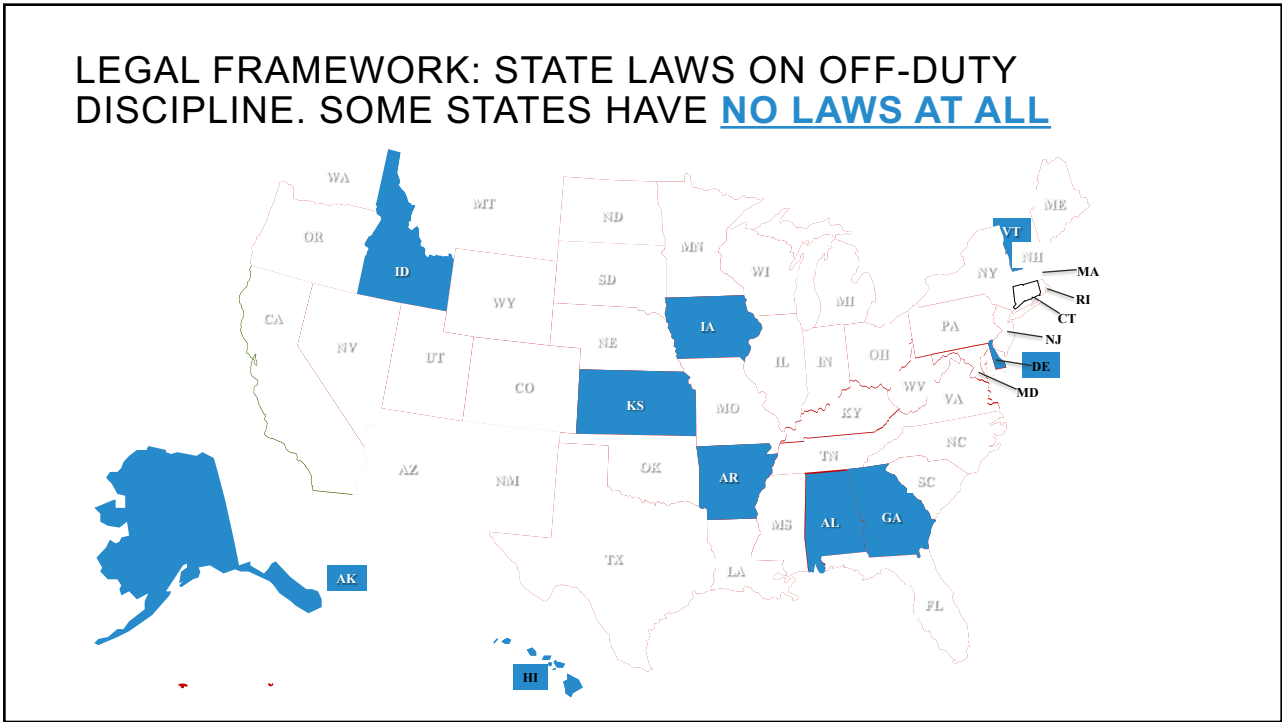 LEGAL FRAMEWORK: STATE LAWS ON OFF-DUTY
DISCIPLINE. SOME STATES HAVE NO LAWS AT ALL
WA
MT
ME
ND
VT
OR
MN
NH
ID
WI
NY
MA
SD
MI
RI
WY
CT
CA
IA
PA
NJ
NV
NE
UT
IL
IN
OH
DE
CO
WV
MD
VA
KS
MO
KY
NC
TN
AZ
OK
NM
AR
SC
AL
GA
MS
TX
LA
AK
FL
HI